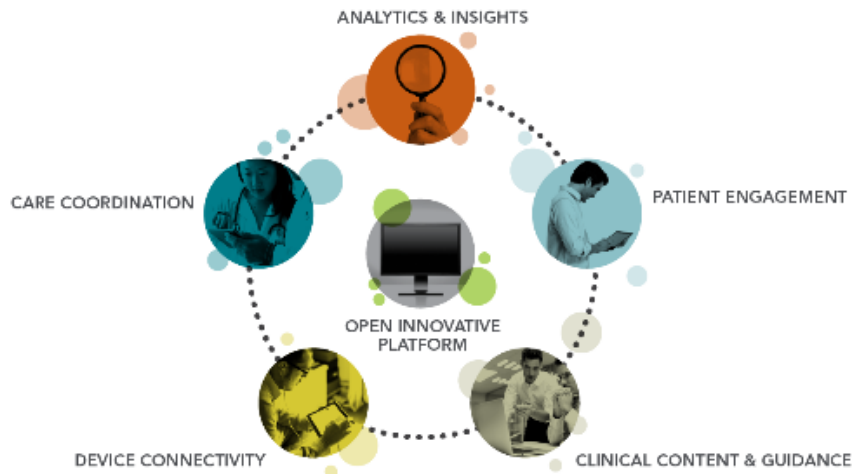 ANALYTICS & INSIGHTS
CARE COORDINATION
PATIENT ENGAGEMENT
OPEN INNOVATIVE
PLATFORM
DEVICE CONNECTIVITY
CLINICAL CONTENT & GUIDANCE